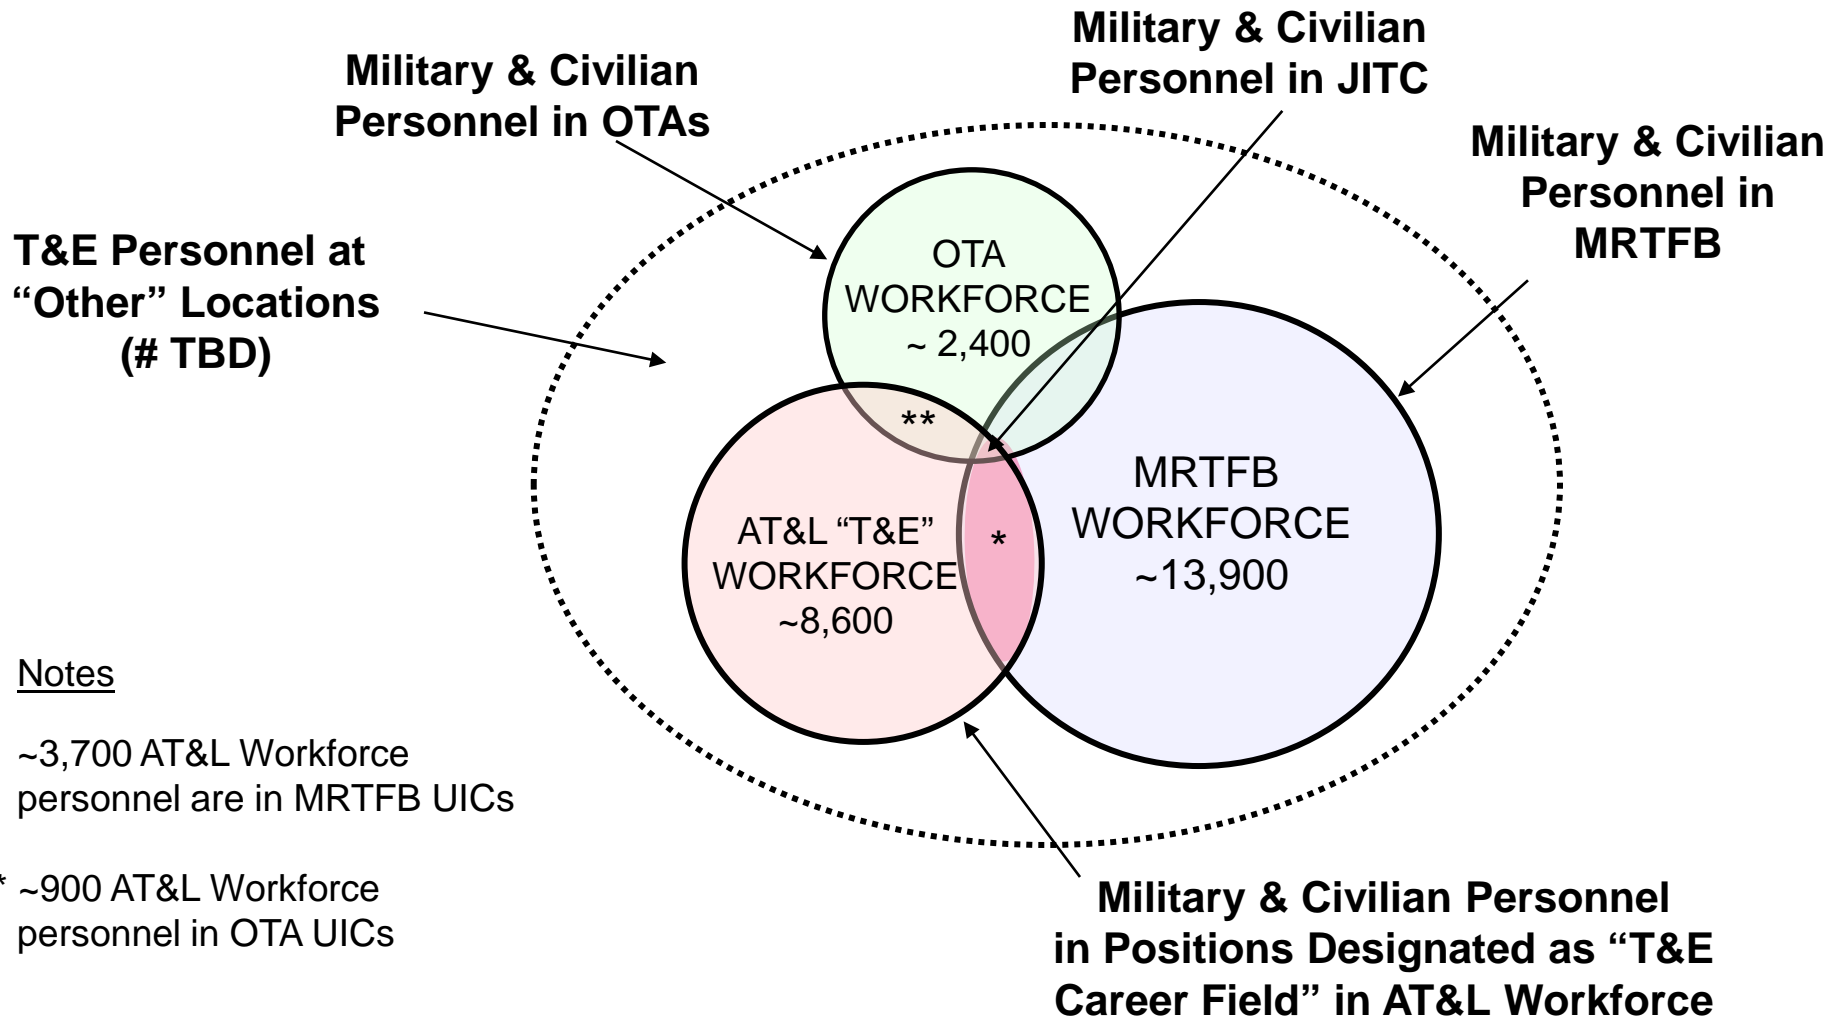 Military & Civilian
Personnel in JITC
Military & Civilian
Personnel in OTAs
Military & Civilian
Personnel in
MRTFB
T&E Personnel at
“Other” Locations
(# TBD)
OTA
WORKFORCE
~ 2,400
**
MRTFB
WORKFORCE
~13,900
AT&L “T&E”
WORKFORCE
~8,600
*
Notes
~3,700 AT&L Workforce
personnel are in MRTFB UICs
* ~900 AT&L Workforce
personnel in OTA UICs
Military & Civilian Personnel
in Positions Designated as “T&E
Career Field” in AT&L Workforce